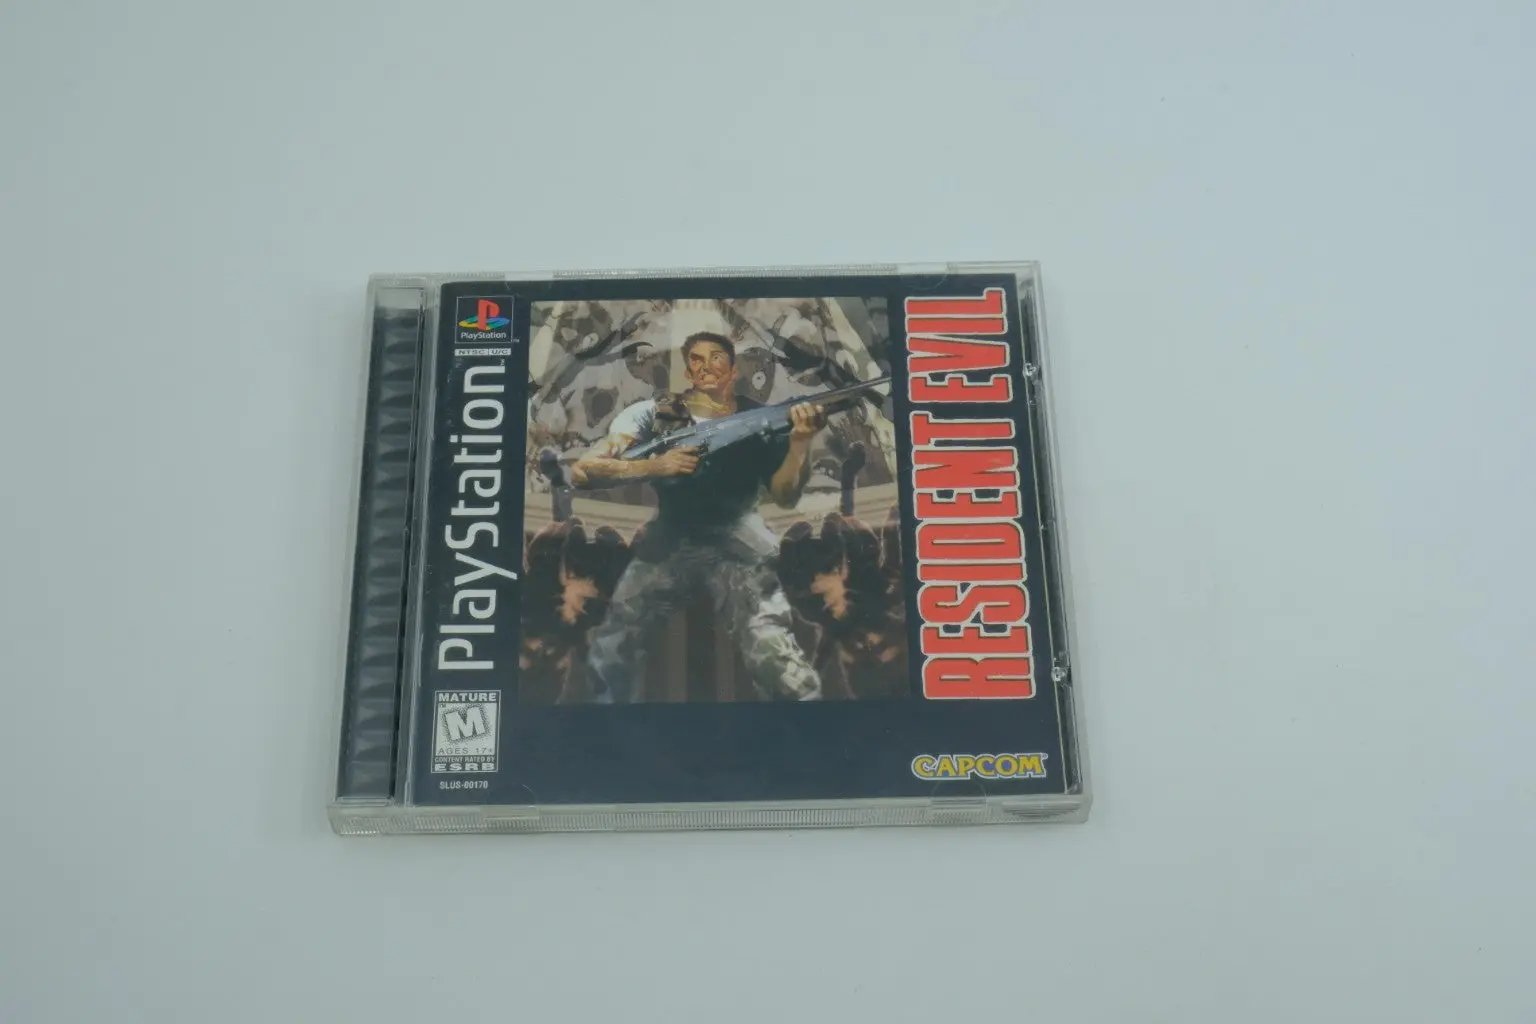 PlayStation
NTSC U/C
PlayStation
MATURE
M
AGES 17+
CONTENT RATED BY
ESRB
SLUS-00170
RESIDENT EVIL
CAPCOM